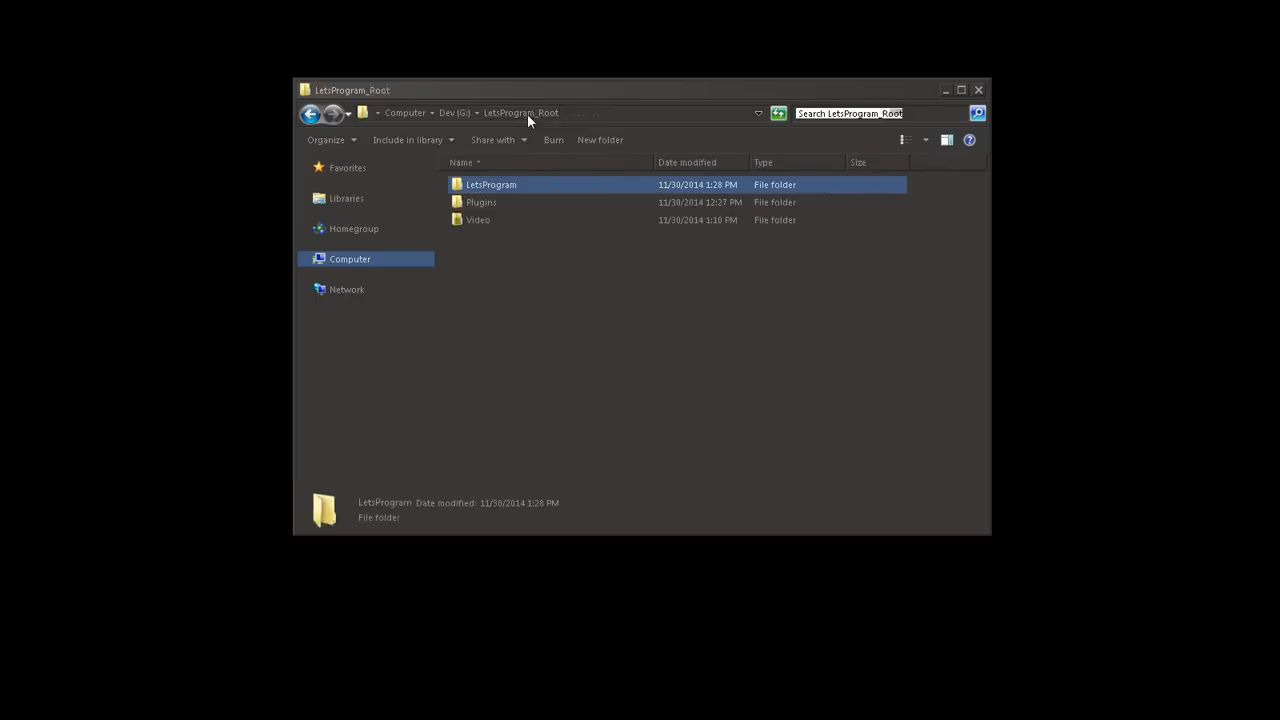 LetsProgram_Root
Computer Dev (G:) LetsProgram_Root Search LetsProgram_Root
Organize Include in library Share with Burn New folder
Name Date modified Type Size
Favorites
Libraries
Homegroup
Computer
Network
LetsProgram 11/30/2014 1:28 PM File folder
Plugins 11/30/2014 12:27 PM File folder
Video 11/30/2014 1:10 PM File folder
LetsProgram Date modified: 11/30/2014 1:28 PM
File folder